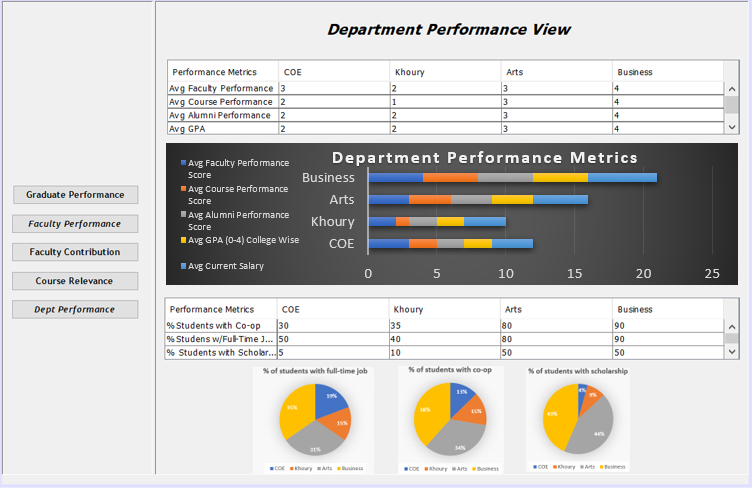 Department Performance View
Graduate Performance
Faculty Performance
Faculty Contribution
Course Relevance
Dept Performance
Performance Metrics COE Khoury Arts Business
Avg Faculty Performance 3 2 3 4
Avg Course Performance 2 1 3 4
Avg Alumni Performance 2 2 3 4
Avg GPA 2 2 3 4
Department Performance Metrics
Avg Faculty Performance
Score
Avg Course Performance
Score
Avg Alumni Performance
Score
Avg GPA (0-4) College Wise
Avg Current Salary
Business
Arts
Khoury
COE
0 5 10 15 20 25
Performance Metrics COE Khoury Arts Business
%Students with Co-op 30 35 80 90
%Students w/Full-Time J... 50 40 80 90
% Students with Scholar... 5 10 50 50
% of students with full-time job
19%
15%
31%
35%
COE Khoury Arts Business
% of students with co-op
13%
15%
34%
38%
COE Khoury Arts Business
% of students with scholarship
4%
9%
44%
43%
COE Khoury Arts Business